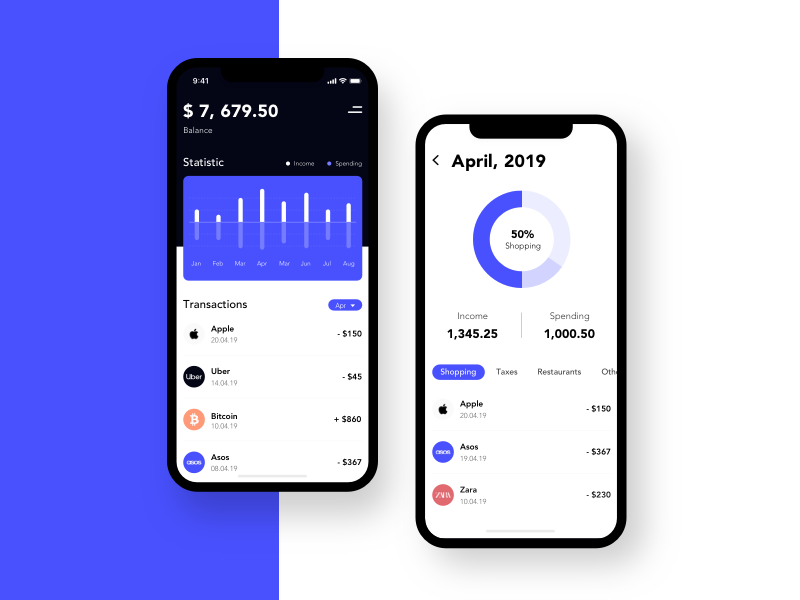 9:41
$ 7, 679.50
Balance
Statistic
Income
Spending
Jan Feb Mar Apr Mar Jun Jul Aug
Transactions
Apr
Apple
20.04.19
- $150
Uber
Uber
14.04.19
- $45
Bitcoin
10.04.19
+ $860
asos
Asos
08.04.19
- $367
April, 2019
50%
Shopping
Income
1,345.25
Spending
1,000.50
Shopping Taxes Restaurants Othe
Apple
20.04.19
- $150
asos
Asos
19.04.19
- $367
ZARA
Zara
10.04.19
- $230